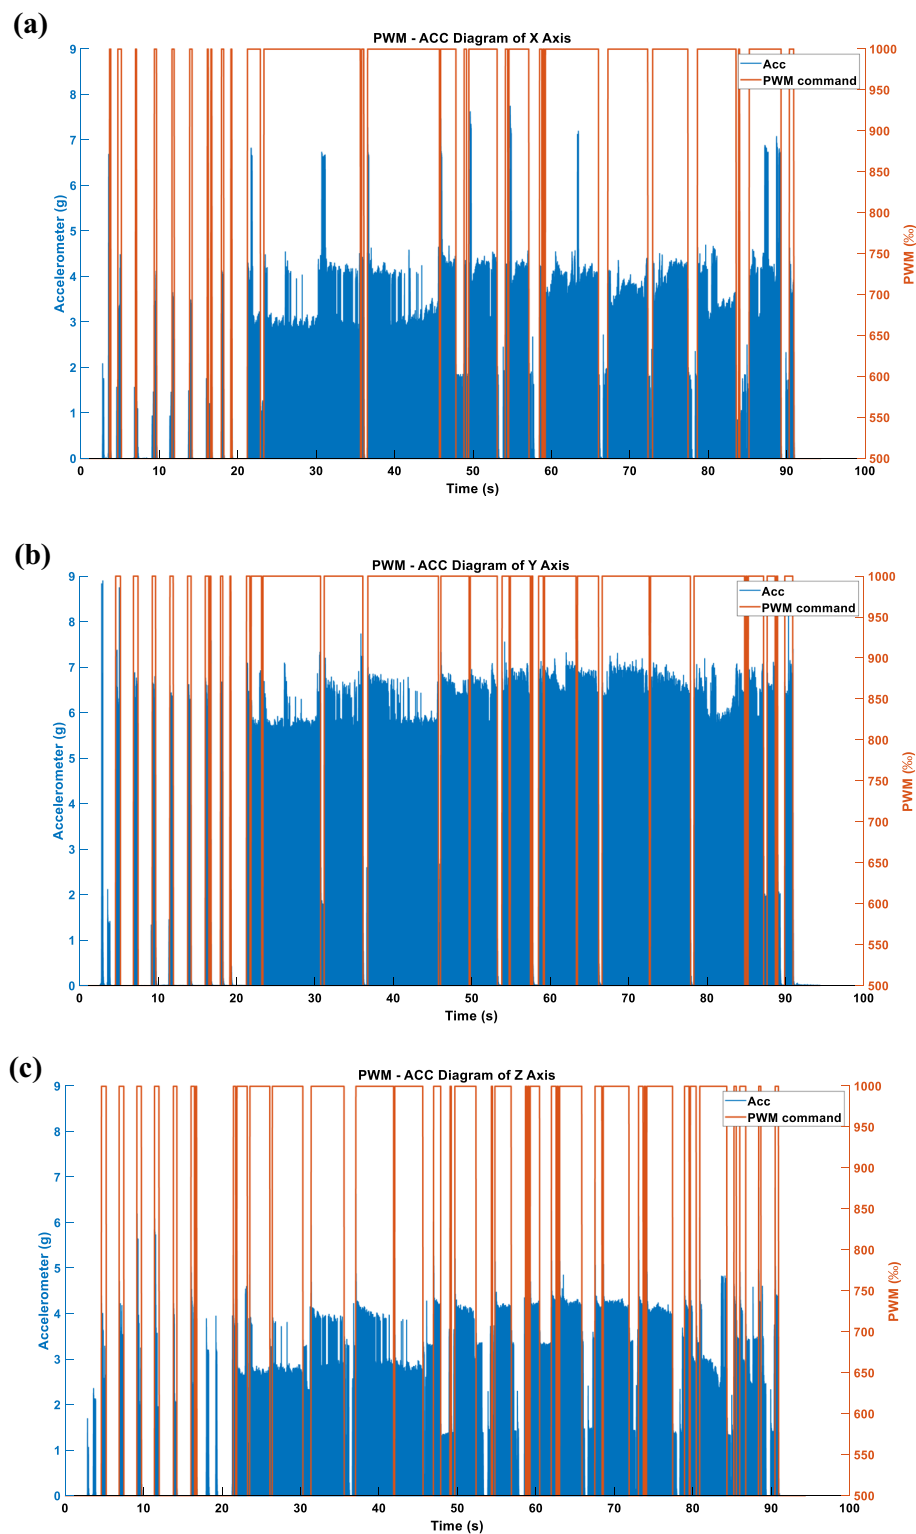 (a)
PWM - ACC Diagram of X Axis
9 8 7 6 5 4 3 2 1 0
Accelerometer (g)
1000 950 900 850 800 750 700 650 600 550 500
PWM (‰)
Acc
PWM command
0 10 20 30 40 50 60 70 80 90 100
Time (s)
(b)
PWM - ACC Diagram of Y Axis
9 8 7 6 5 4 3 2 1 0
Accelerometer (g)
1000 950 900 850 800 750 700 650 600 550 500
PWM (‰)
Acc
PWM command
0 10 20 30 40 50 60 70 80 90 100
Time (s)
(c)
PWM - ACC Diagram of Z Axis
9 8 7 6 5 4 3 2 1 0
Accelerometer (g)
1000 950 900 850 800 750 700 650 600 550 500
PWM (‰)
Acc
PWM command
0 10 20 30 40 50 60 70 80 90 100
Time (s)